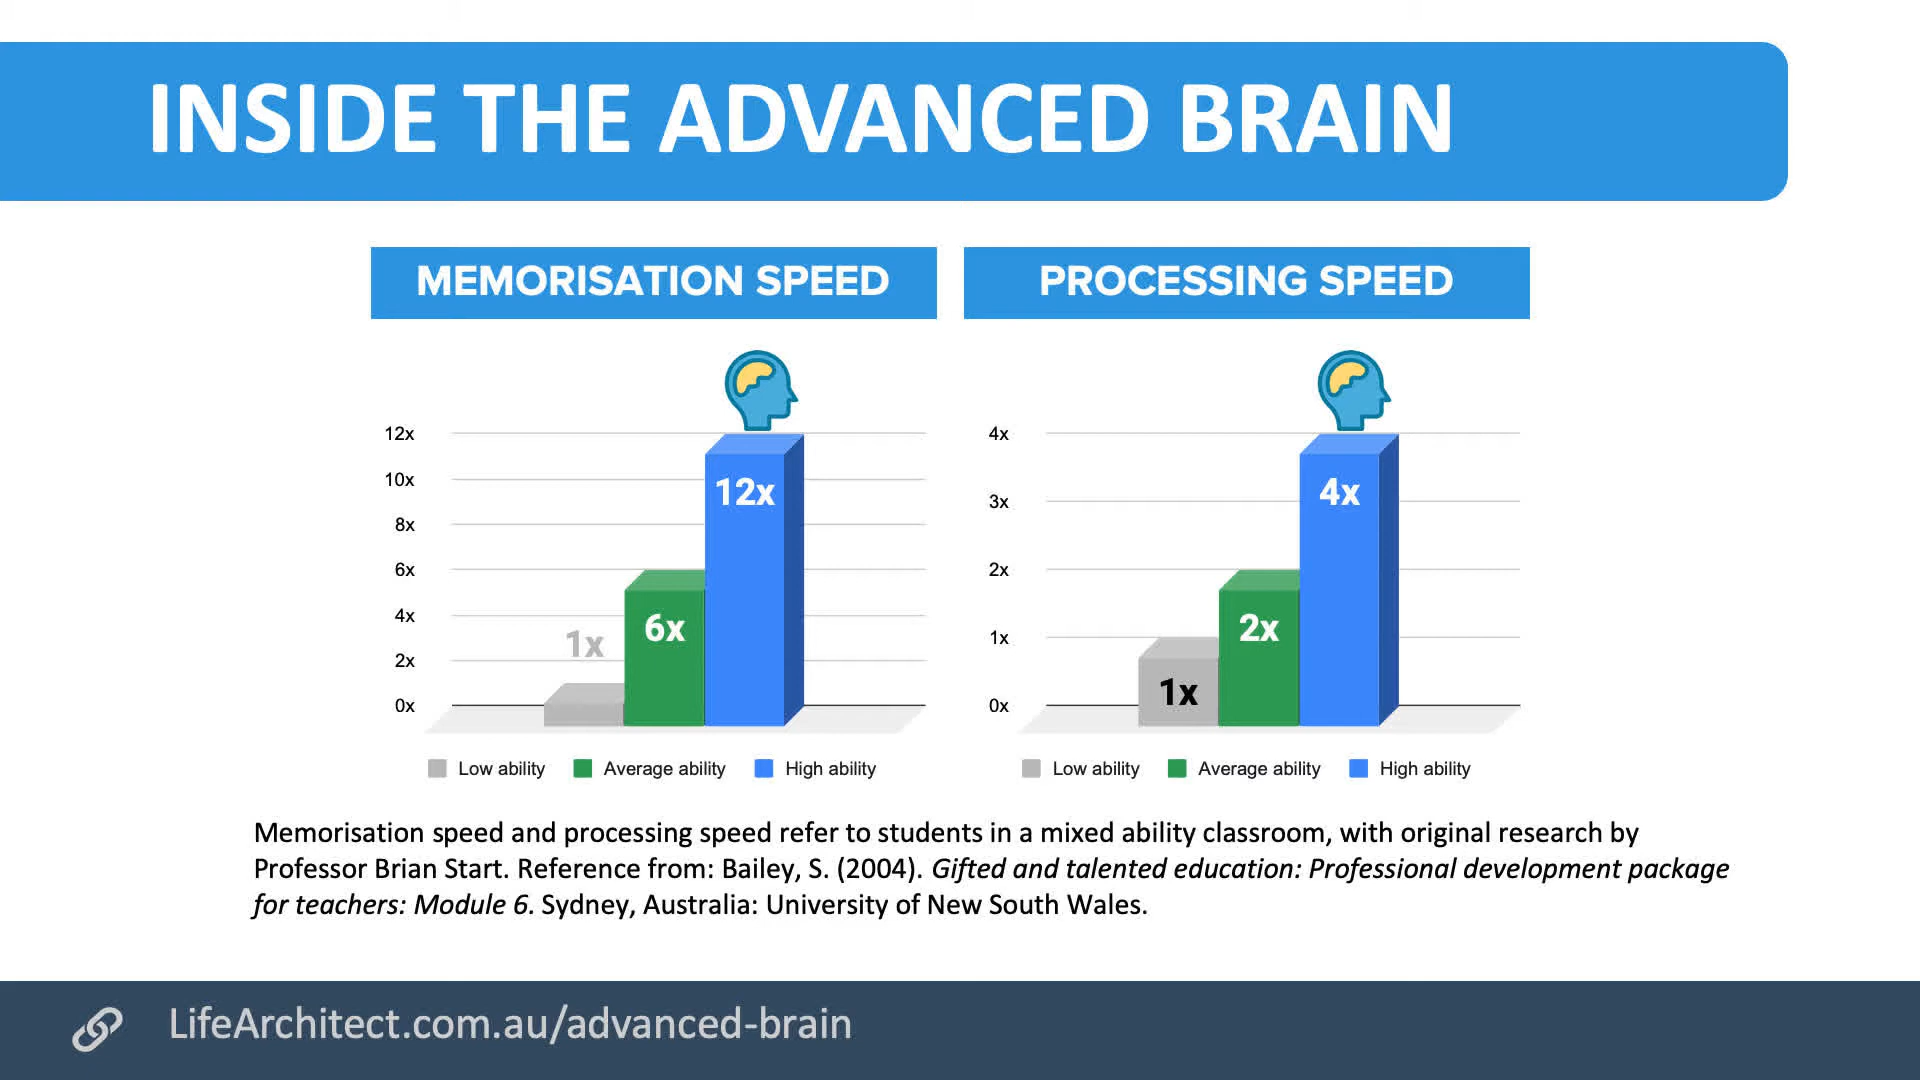 INSIDE THE ADVANCED BRAIN
MEMORISATION SPEED
12x
10x
8x
6x
4x
2x
0x
1x
6x
12x
Low ability
Average ability
High ability
PROCESSING SPEED
4x
3x
2x
1x
0x
1x
2x
4x
Low ability
Average ability
High ability
Memorisation speed and processing speed refer to students in a mixed ability classroom, with original research by
Professor Brian Start. Reference from: Bailey, S. (2004). Gifted and talented education: Professional development package
for teachers: Module 6. Sydney, Australia: University of New South Wales.
LifeArchitect.com.au/advanced-brain